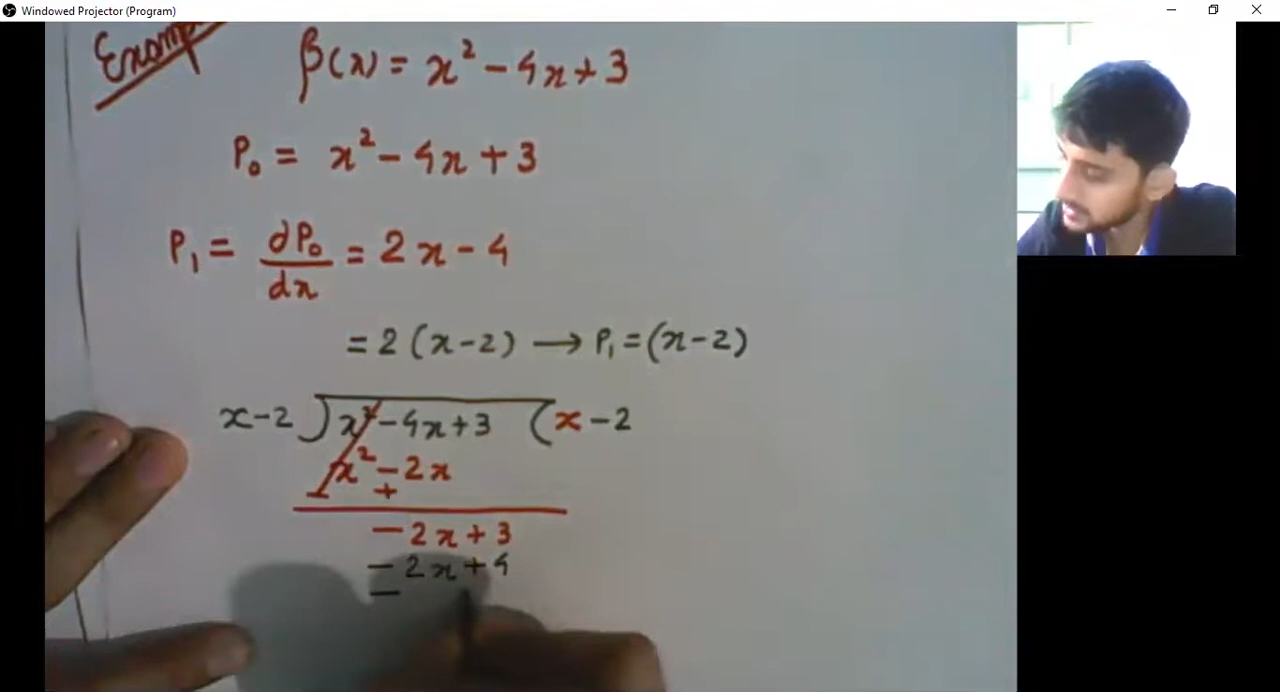 Windowed Projector (Program)
Examp
β(x) = x² - 4x + 3
P₀ = x² - 4x + 3
P₁ = dP₀/dx = 2x - 4
= 2(x-2) → P₁ = (x-2)
x-2 ) x² - 4x + 3 ( x - 2
x² - 2x
- +
- 2x + 3
- 2x + 4
-